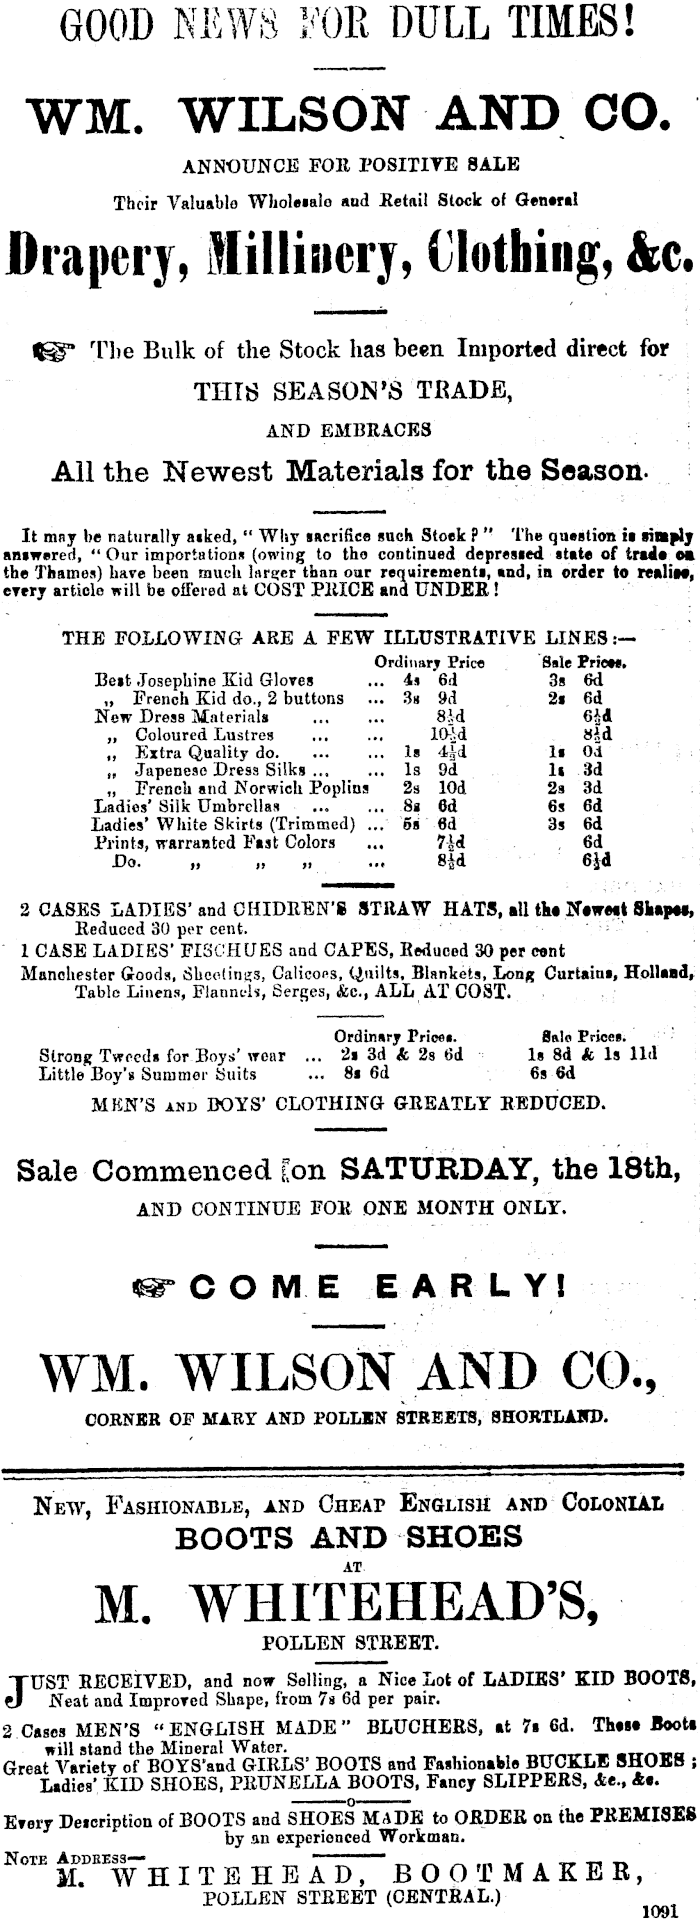 GOOD NEWS FOR DULL TIMES!
WM. WILSON AND CO.
ANNOUNCE FOR POSITIVE SALE
Their Valuable Wholesale and Retail Stock of General
Drapery, Millinery, Clothing, &c.
The Bulk of the Stock has been Imported direct for
THIS SEASON'S TRADE,
AND EMBRACES
All the Newest Materials for the Season.
It may be naturally asked, "Why sacrifice such Stock?" The question is simply
answered, "Our importations (owing to the continued depressed state of trade on
the Thames) have been much larger than our requirements, and, in order to realise,
every article will be offered at COST PRICE and UNDER!
THE FOLLOWING ARE A FEW ILLUSTRATIVE LINES:—
Ordinary Price Sale Prices.
Best Josephine Kid Gloves ... 4s 6d 3s 6d
„ French Kid do., 2 buttons ... 3s 9d 2s 6d
New Dress Materials ... ... 8½d 6½d
„ Coloured Lustres ... ... 10½d 8½d
„ Extra Quality do. ... ... 1s 4½d 1s 0d
„ Japenese Dress Silks ... ... 1s 9d 1s 3d
„ French and Norwich Poplins 2s 10d 2s 3d
Ladies' Silk Umbrellas ... ... 8s 6d 6s 6d
Ladies' White Skirts (Trimmed) ... 5s 6d 3s 6d
Prints, warranted Fast Colors ... 7½d 6d
Do. „ „ „ ... 8½d 6½d
2 CASES LADIES' and CHIDREN'S STRAW HATS, all the Newest Shapes,
Reduced 30 per cent.
1 CASE LADIES' FISCHUES and CAPES, Reduced 30 per cent
Manchester Goods, Sheetings, Calicoes, Quilts, Blankets, Long Curtains, Holland,
Table Linens, Flannels, Serges, &c., ALL AT COST.
Ordinary Prices. Sale Prices.
Strong Tweeds for Boys' wear ... 2s 3d & 2s 6d 1s 8d & 1s 11d
Little Boy's Summer Suits ... 8s 6d 6s 6d
MEN'S AND BOYS' CLOTHING GREATLY REDUCED.
Sale Commenced on SATURDAY, the 18th,
AND CONTINUE FOR ONE MONTH ONLY.
COME EARLY!
WM. WILSON AND CO.,
CORNER OF MARY AND POLLEN STREETS, SHORTLAND.
NEW, FASHIONABLE, AND CHEAP ENGLISH AND COLONIAL
BOOTS AND SHOES
AT
M. WHITEHEAD'S,
POLLEN STREET.
JUST RECEIVED, and now Selling, a Nice Lot of LADIES' KID BOOTS,
Neat and Improved Shape, from 7s 6d per pair.
2 Cases MEN'S "ENGLISH MADE" BLUCHERS, at 7s 6d. These Boots
will stand the Mineral Water.
Great Variety of BOYS' and GIRLS' BOOTS and Fashionable BUCKLE SHOES;
Ladies' KID SHOES, PRUNELLA BOOTS, Fancy SLIPPERS, &c., &c.
Every Description of BOOTS and SHOES MADE to ORDER on the PREMISES
by an experienced Workman.
NOTE ADDRESS—
M. WHITEHEAD, BOOTMAKER,
POLLEN STREET (CENTRAL.)
1091